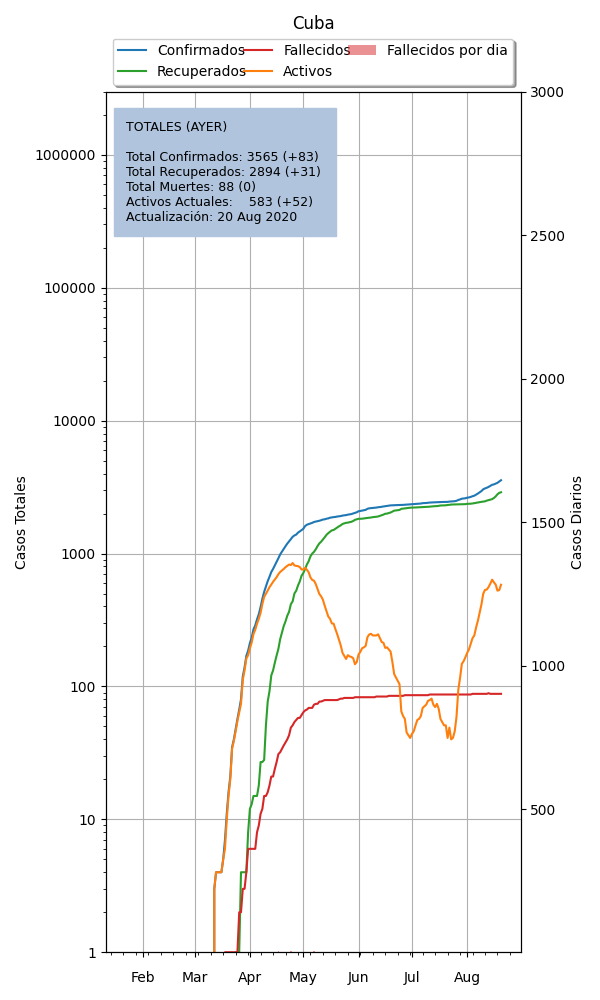 Cuba
Confirmados
Recuperados
Fallecidos
Activos
Fallecidos por dia
TOTALES (AYER)
Total Confirmados: 3565 (+83)
Total Recuperados: 2894 (+31)
Total Muertes: 88 (0)
Activos Actuales: 583 (+52)
Actualización: 20 Aug 2020
Casos Totales
1000000
100000
10000
1000
100
10
1
Casos Diarios
3000
2500
2000
1500
1000
500
Feb Mar Apr May Jun Jul Aug